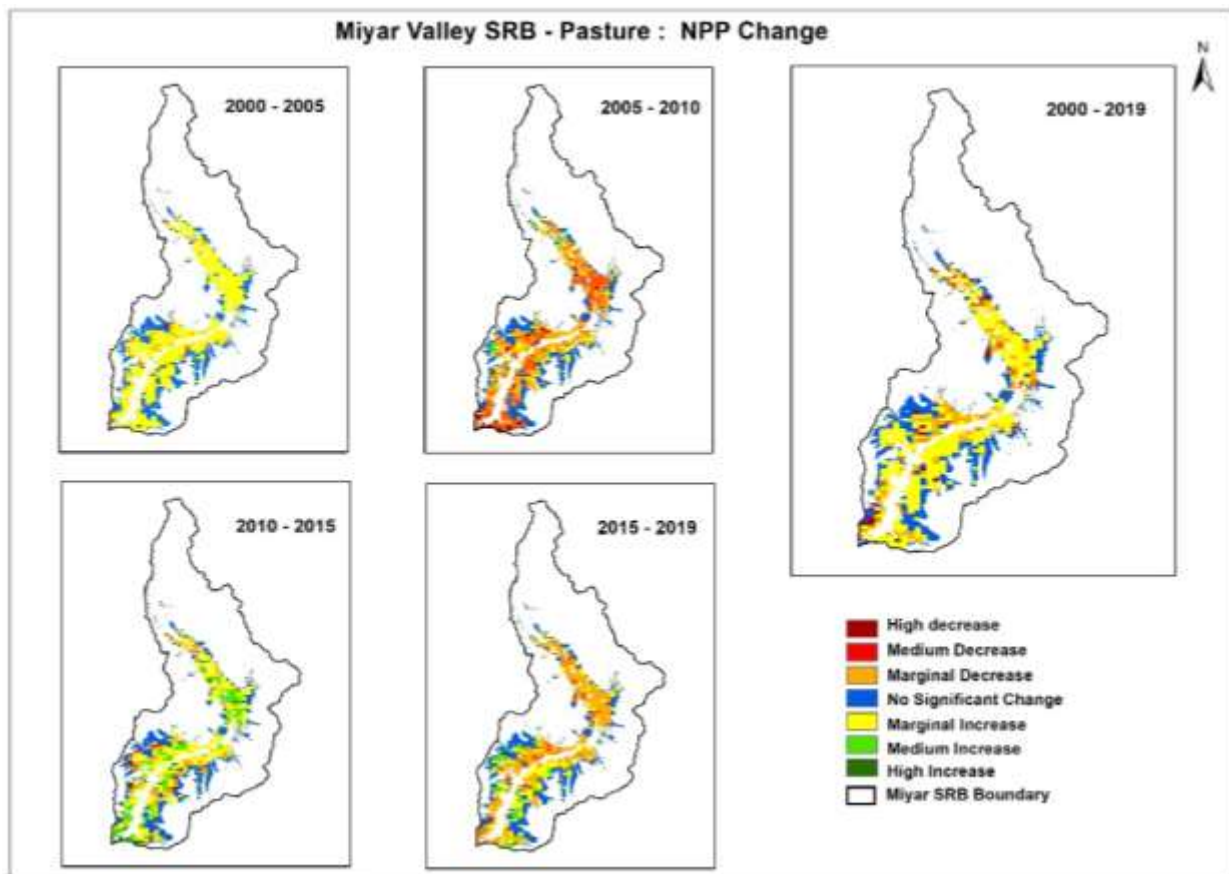 Miyar Valley SRB - Pasture : NPP Change
N
2000 - 2005
2005 - 2010
2000 - 2019
2010 - 2015
2015 - 2019
High decrease
Medium Decrease
Marginal Decrease
No Significant Change
Marginal Increase
Medium Increase
High Increase
Miyar SRB Boundary